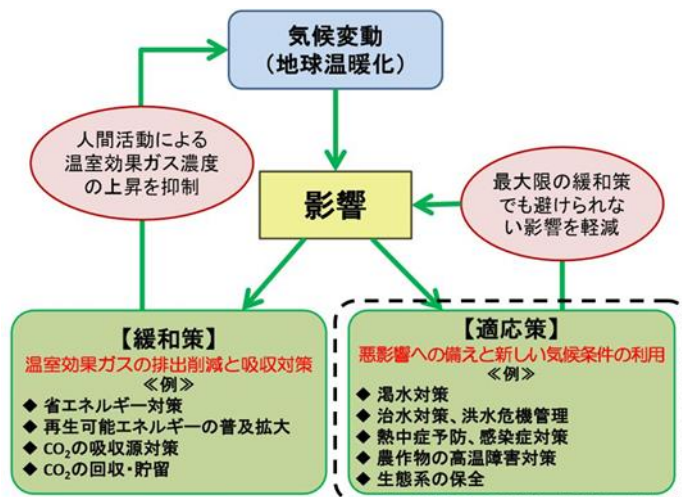 気候変動
(地球温暖化)
人間活動による
温室効果ガス濃度
の上昇を抑制
影響
最大限の緩和策
でも避けられな
い影響を軽減
【緩和策】
温室効果ガスの排出削減と吸収対策
≪例≫
◆ 省エネルギー対策
◆ 再生可能エネルギーの普及拡大
◆ CO₂の吸収源対策
◆ CO₂の回収・貯留
【適応策】
悪影響への備えと新しい気候条件の利用
≪例≫
◆ 渇水対策
◆ 治水対策、洪水危機管理
◆ 熱中症予防、感染症対策
◆ 農作物の高温障害対策
◆ 生態系の保全